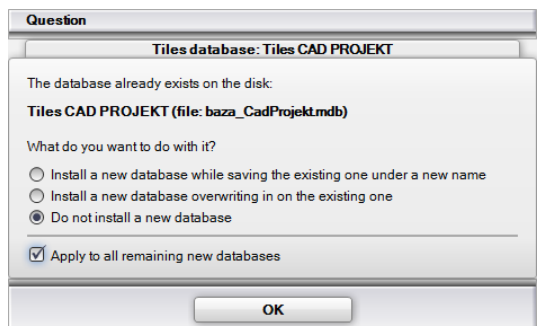 Question
Tiles database: Tiles CAD PROJEKT
The database already exists on the disk:
Tiles CAD PROJEKT (file: baza_CadProjekt.mdb)
What do you want to do with it?
Install a new database while saving the existing one under a new name
Install a new database overwriting in on the existing one
Do not install a new database
Apply to all remaining new databases
OK